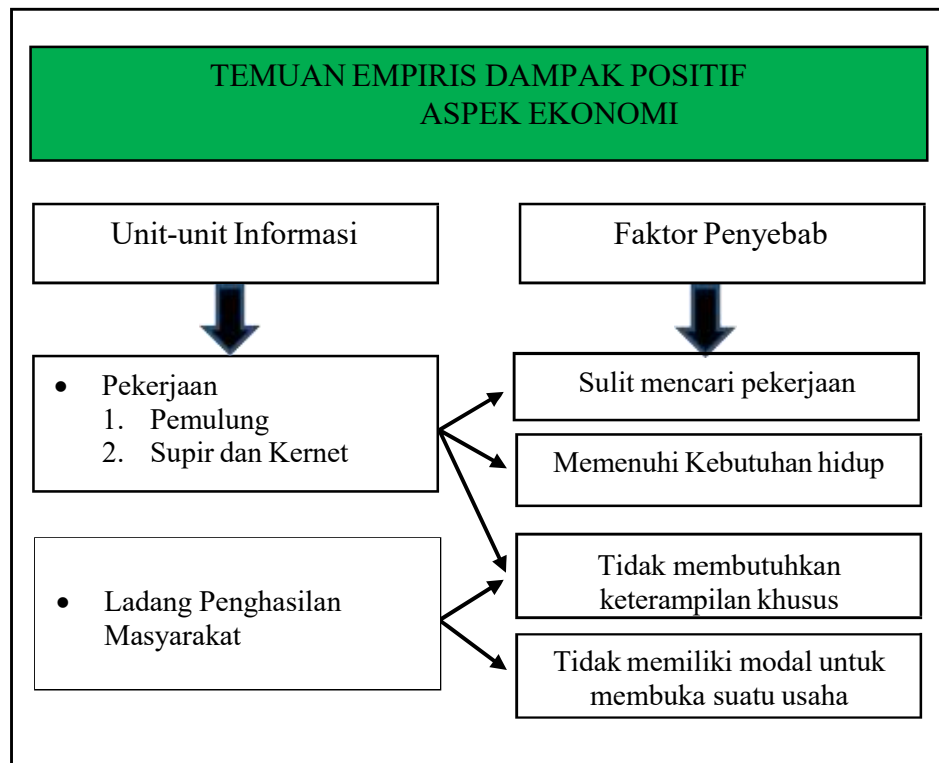 TEMUAN EMPIRIS DAMPAK POSITIF
ASPEK EKONOMI
Unit-unit Informasi
Faktor Penyebab
• Pekerjaan
1. Pemulung
2. Supir dan Kernet
• Ladang Penghasilan
Masyarakat
Sulit mencari pekerjaan
Memenuhi Kebutuhan hidup
Tidak membutuhkan
keterampilan khusus
Tidak memiliki modal untuk
membuka suatu usaha